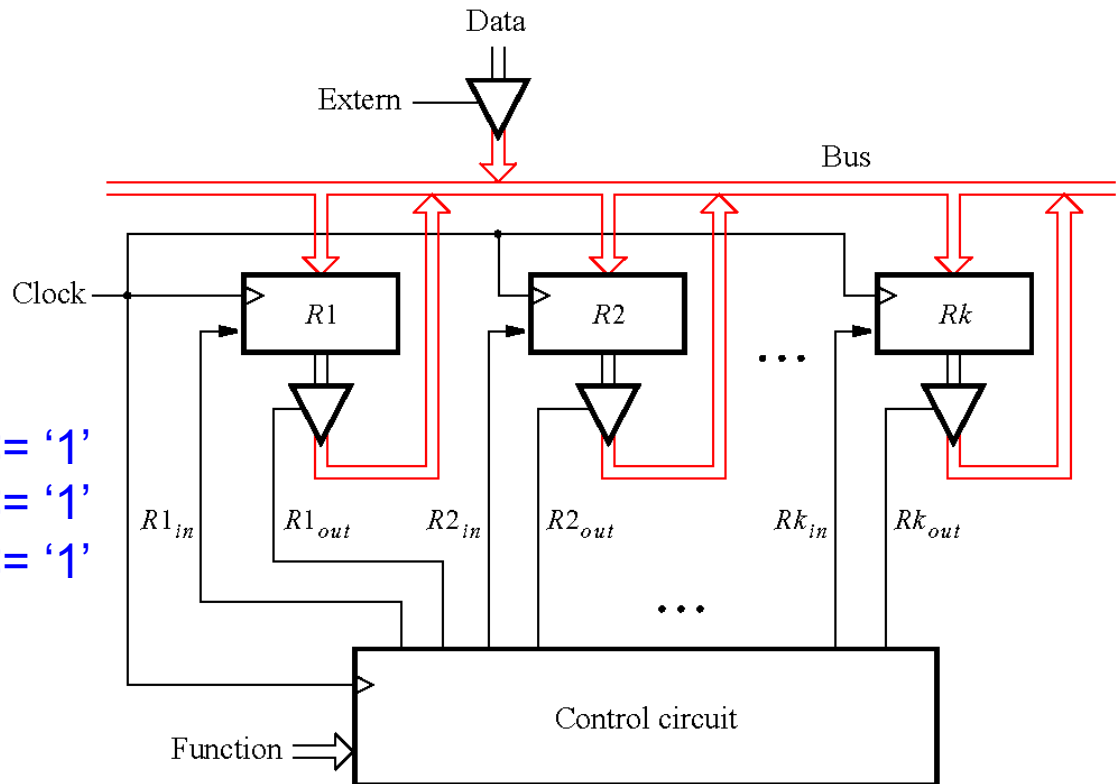 Data
Extern
Bus
Clock
R1
R2
Rk
...
= ‘1’
= ‘1’
= ‘1’
R1in
R1out
R2in
R2out
Rkin
Rkout
...
Control circuit
Function